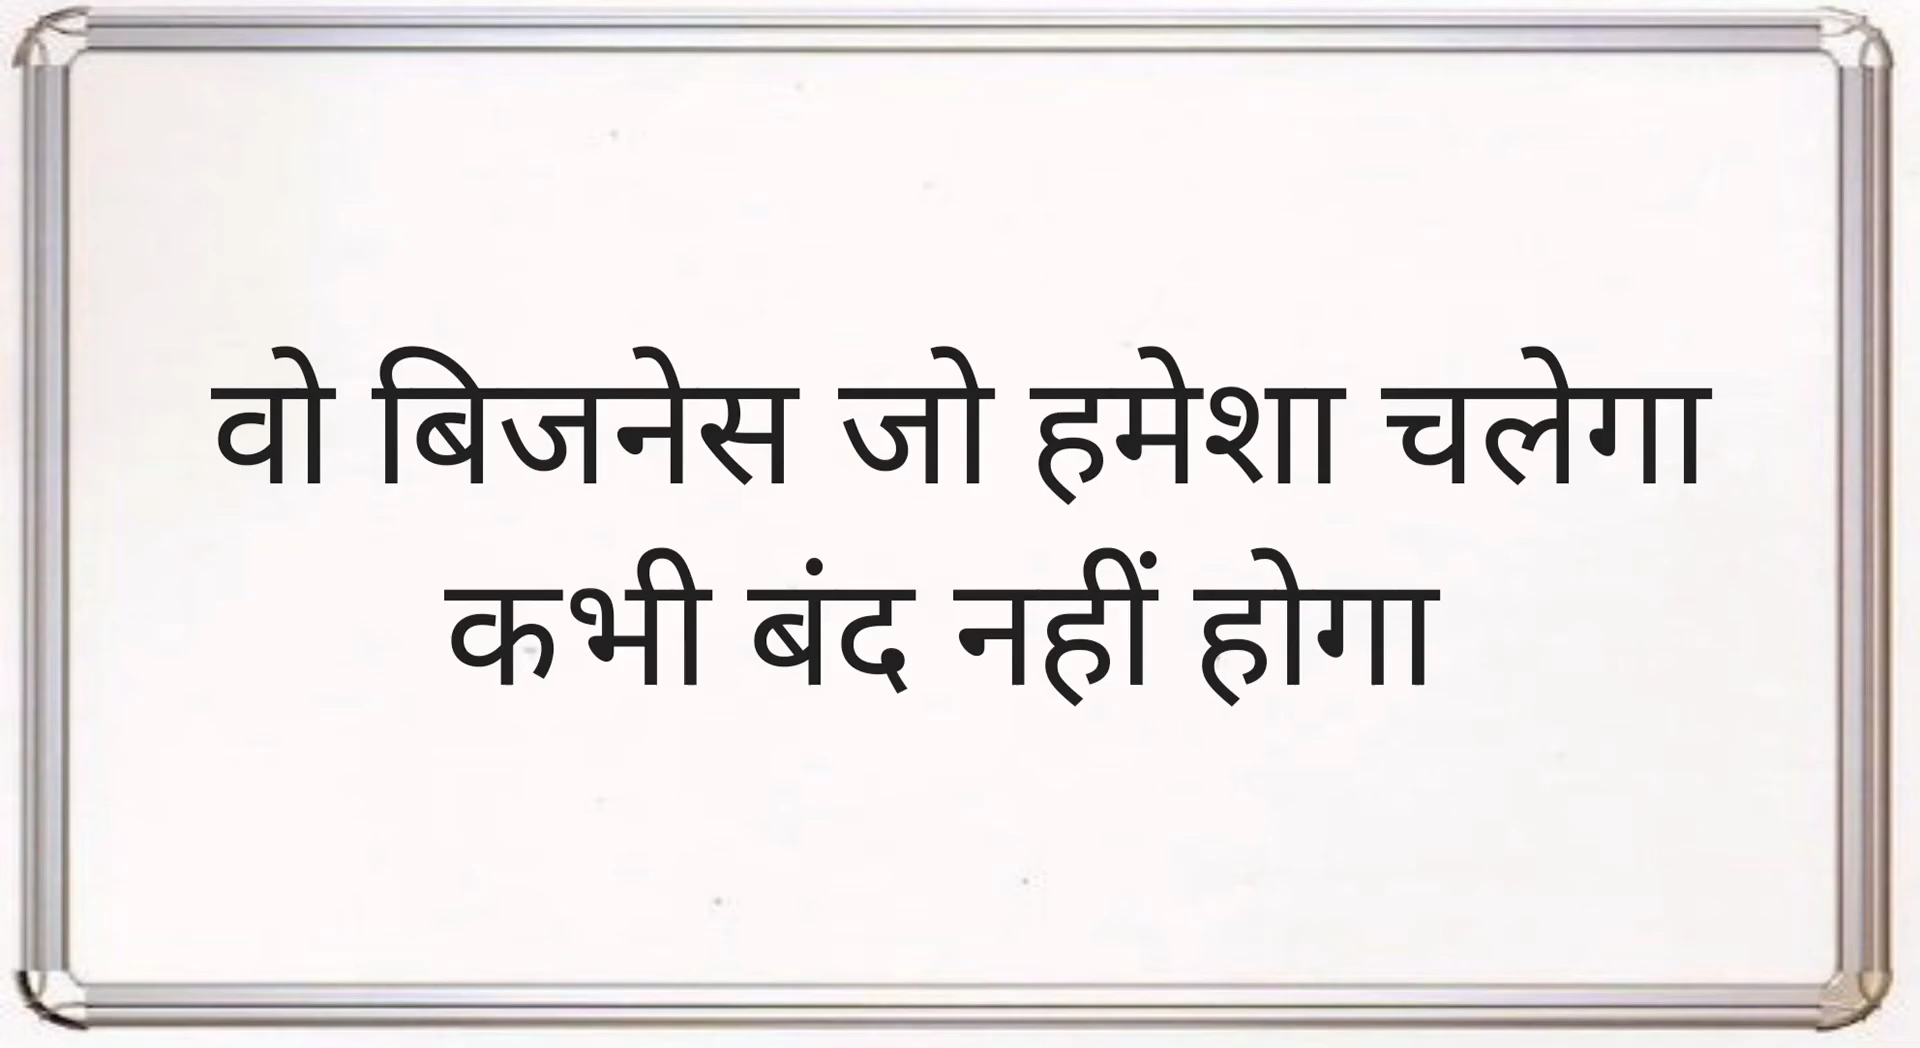 वो बिजनेस जो हमेशा चलेगा
कभी बंद नहीं होगा